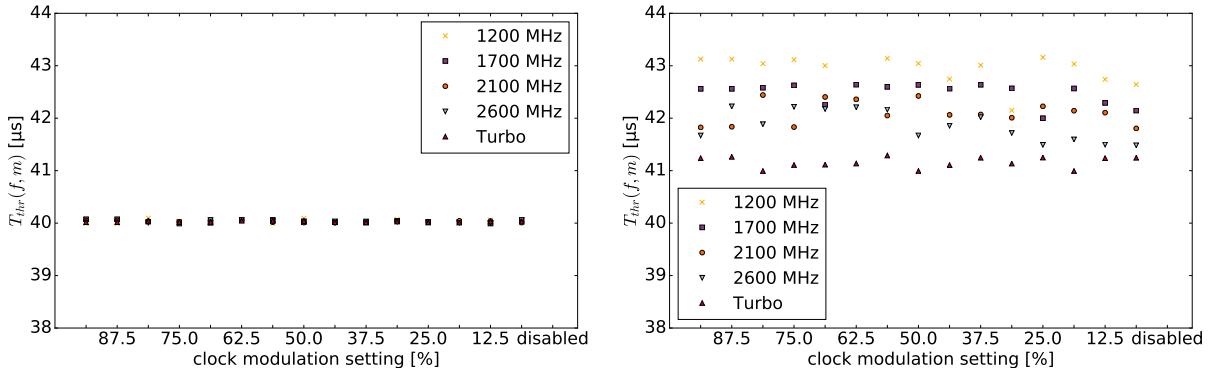 44
43
42
41
40
39
38
T_thr(f, m) [µs]
1200 MHz
1700 MHz
2100 MHz
2600 MHz
Turbo
87.5 75.0 62.5 50.0 37.5 25.0 12.5 disabled
clock modulation setting [%]
44
43
42
41
40
39
38
T_thr(f, m) [µs]
1200 MHz
1700 MHz
2100 MHz
2600 MHz
Turbo
87.5 75.0 62.5 50.0 37.5 25.0 12.5 disabled
clock modulation setting [%]